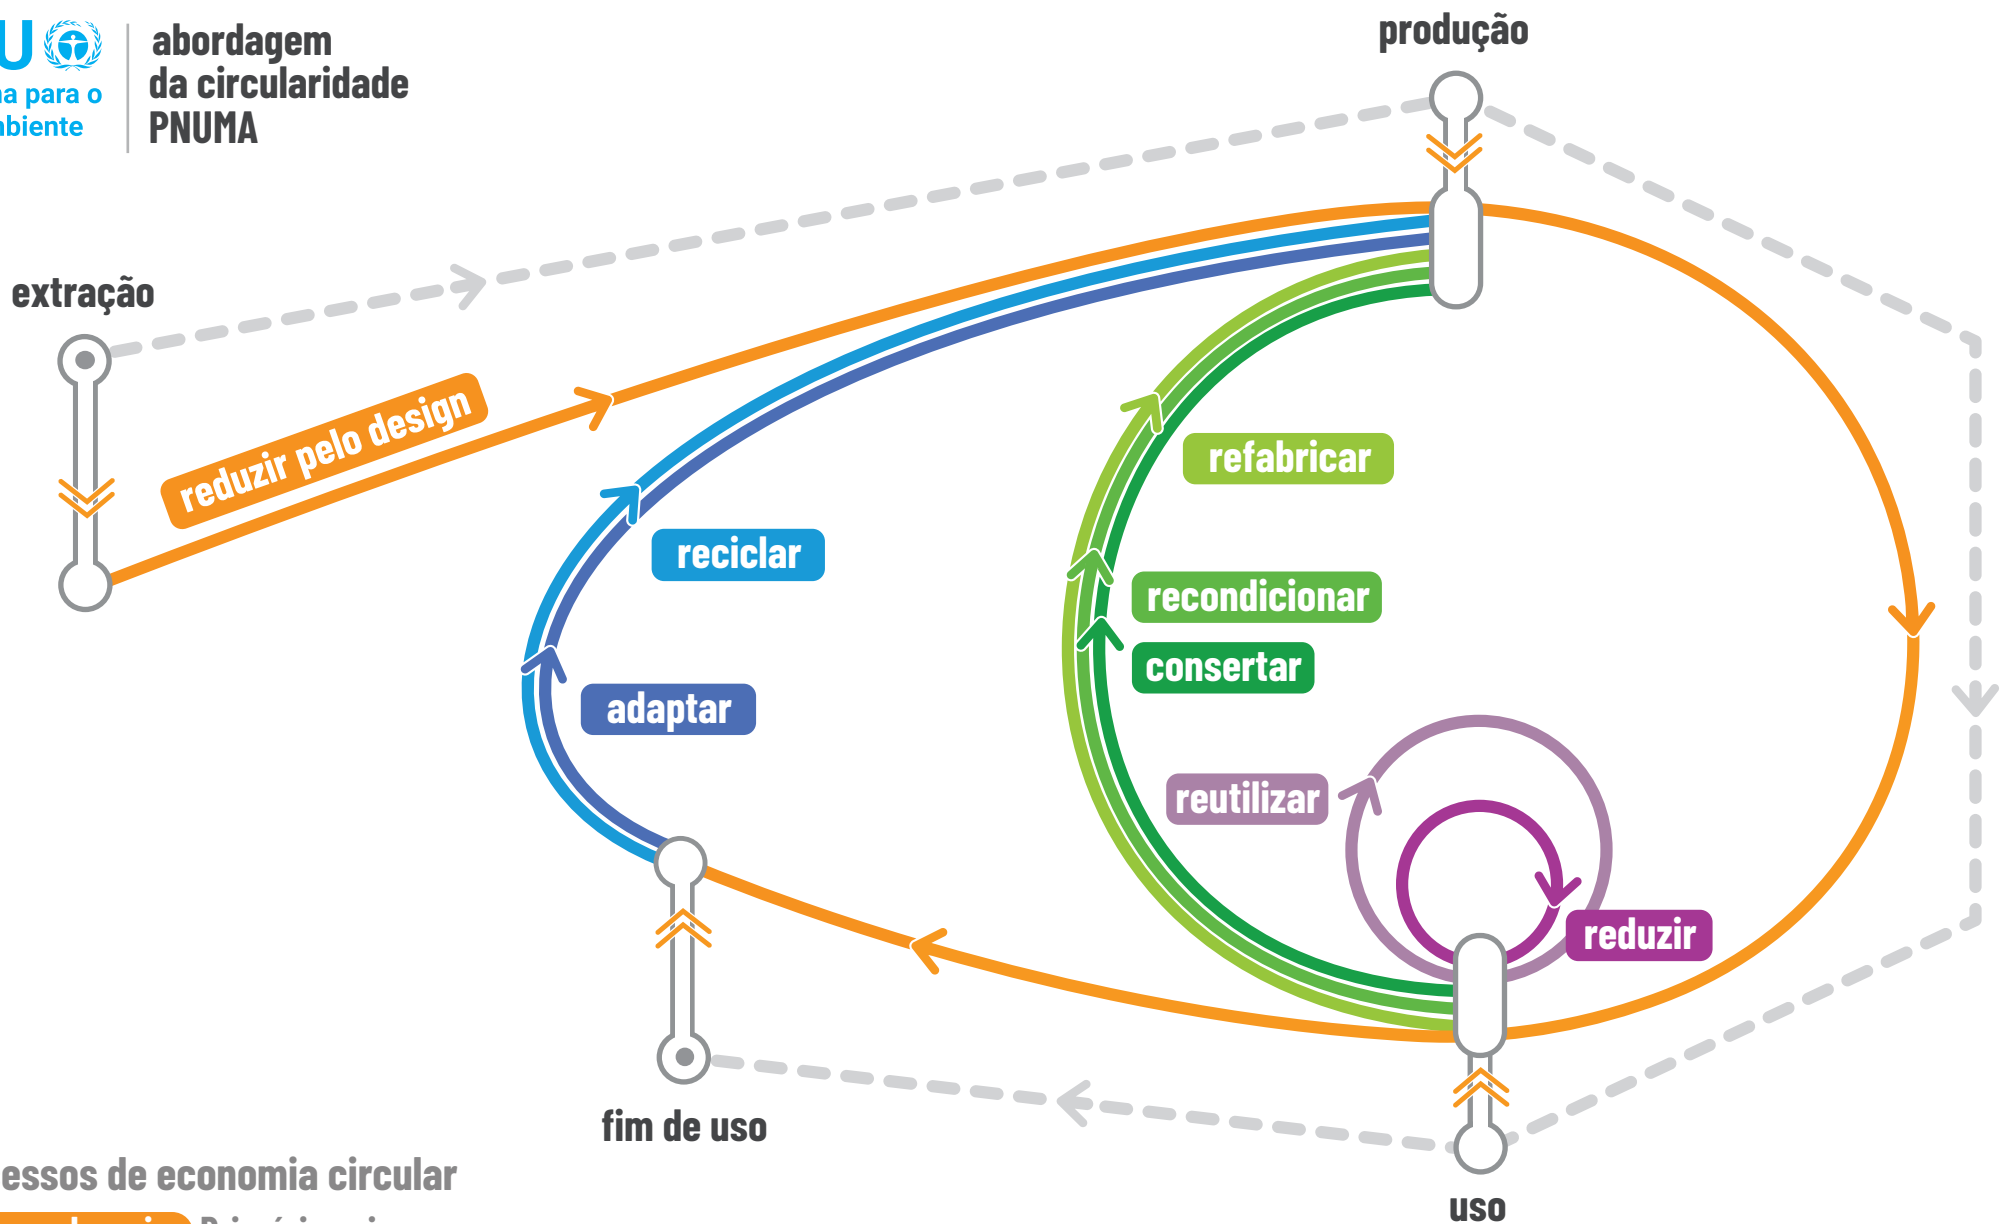 U
abordagem
da circularidade
PNUMA
para o
produção
extração
reduzir pelo design
refabricar
reciclar
recondicionar
consertar
adaptar
reutilizar
reduzir
fim de uso
essos de economia circular
uso